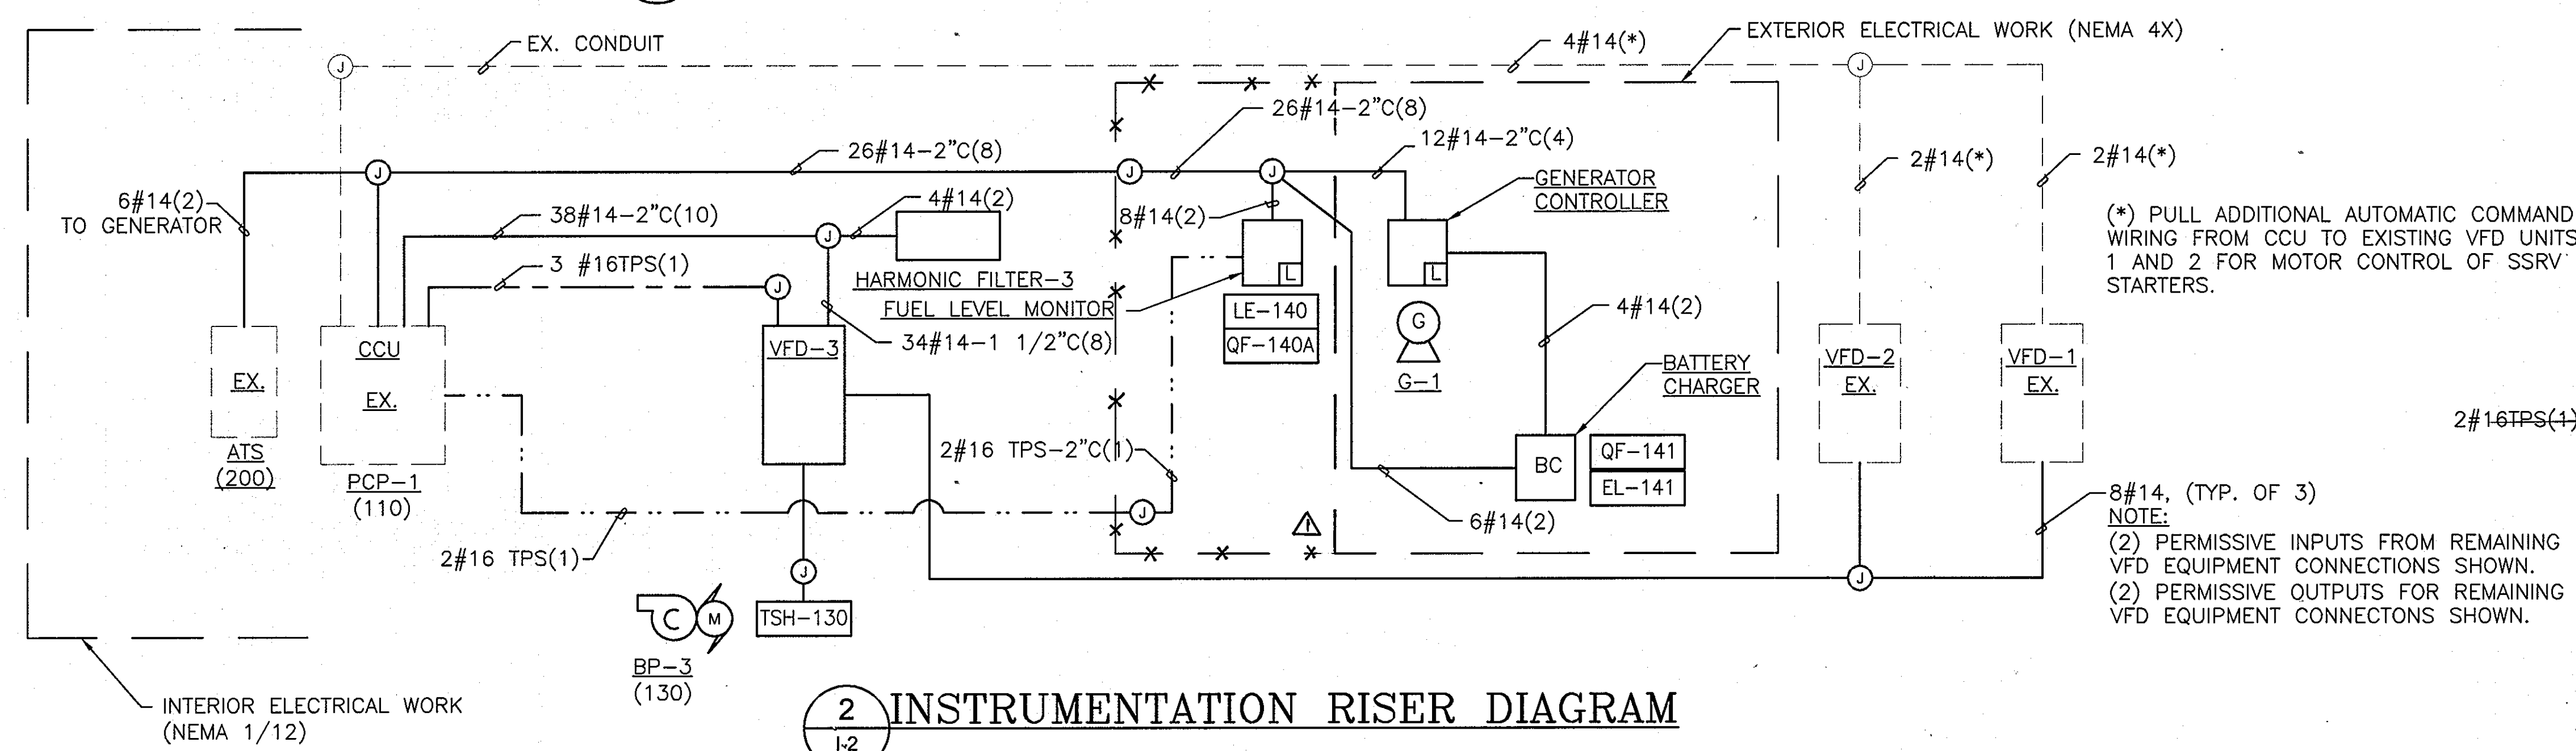 EX. CONDUIT
4#14(*)
EXTERIOR ELECTRICAL WORK (NEMA 4X)
J
J
26#14-2"C(8)
26#14-2"C(8)
12#14-2"C(4)
2#14(*)
2#14(*)
J
J
J
6#14(2)
TO GENERATOR
38#14-2"C(10)
4#14(2)
J
8#14(2)
GENERATOR
CONTROLLER
(*) PULL ADDITIONAL AUTOMATIC COMMAND
WIRING FROM CCU TO EXISTING VFD UNITS
1 AND 2 FOR MOTOR CONTROL OF SSRV
STARTERS.
3 #16TPS(1)
J
HARMONIC FILTER-3
FUEL LEVEL MONITOR
L
L
LE-140
QF-140A
G
G-1
4#14(2)
34#14-1 1/2"C(8)
CCU
EX.
EX.
VFD-3
BATTERY
CHARGER
VFD-2
EX.
VFD-1
EX.
2#16TPS(1)
ATS
(200)
PCP-1
(110)
2#16 TPS-2"C(1)
BC
QF-141
EL-141
J
6#14(2)
2#16 TPS(1)
8#14, (TYP. OF 3)
NOTE:
(2) PERMISSIVE INPUTS FROM REMAINING
VFD EQUIPMENT CONNECTIONS SHOWN.
(2) PERMISSIVE OUTPUTS FOR REMAINING
VFD EQUIPMENT CONNECTONS SHOWN.
J
J
C
M
TSH-130
BP-3
(130)
INTERIOR ELECTRICAL WORK
(NEMA 1/12)
2
I-2
INSTRUMENTATION RISER DIAGRAM